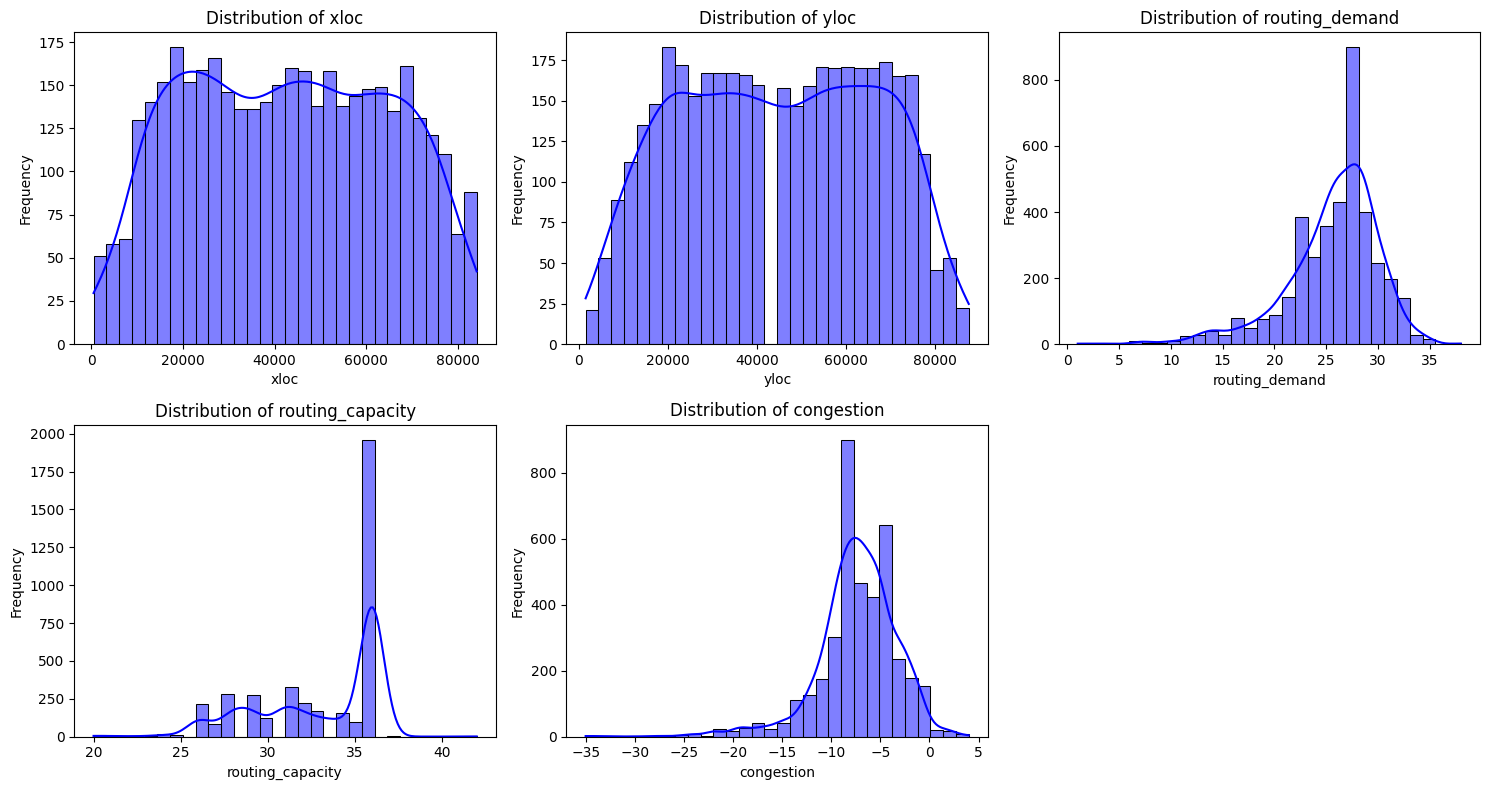 Distribution of xloc
Frequency
175
150
125
100
75
50
25
0
0 20000 40000 60000 80000
xloc
Distribution of yloc
Frequency
175
150
125
100
75
50
25
0
0 20000 40000 60000 80000
yloc
Distribution of routing_demand
Frequency
800
600
400
200
0
0 5 10 15 20 25 30 35
routing_demand
Distribution of routing_capacity
Frequency
2000
1750
1500
1250
1000
750
500
250
0
20 25 30 35 40
routing_capacity
Distribution of congestion
Frequency
800
600
400
200
0
−35 −30 −25 −20 −15 −10 −5 0 5
congestion